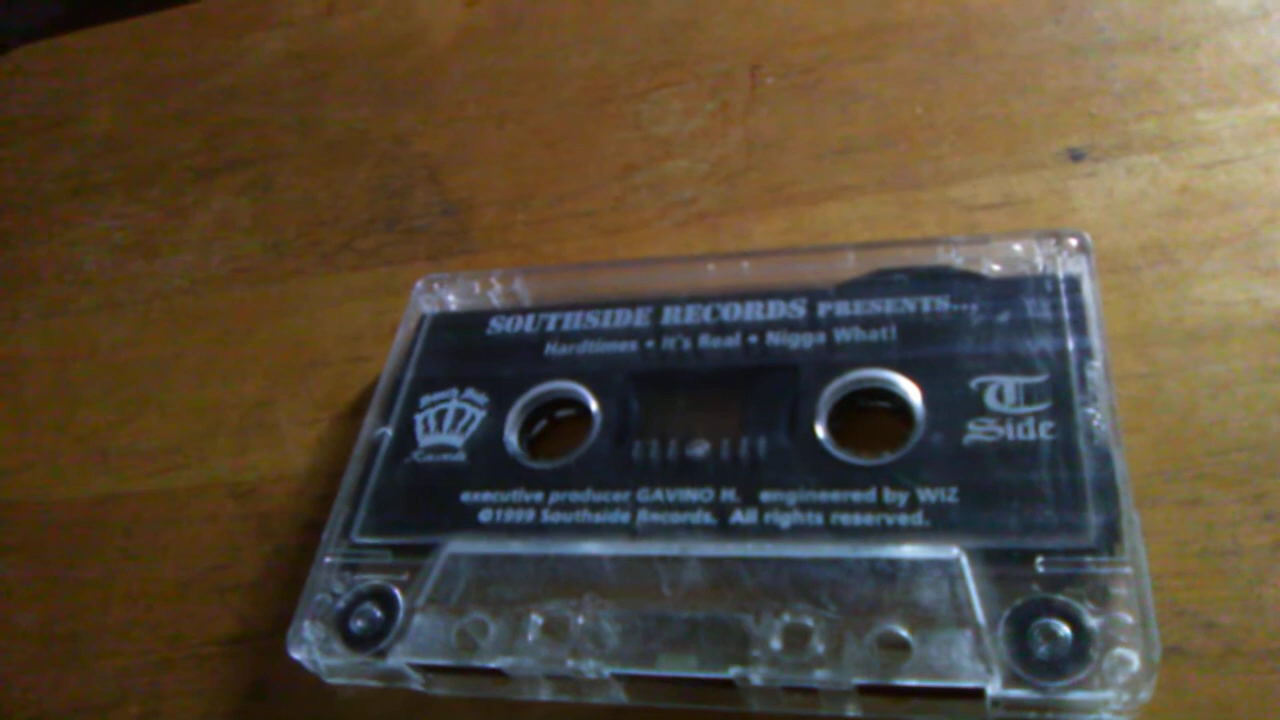 SOUTHSIDE RECORDS PRESENTS...
Hardtimes • It's Real • Nigga What!
T
Side
executive producer GAVINO H. engineered by WIZ
©1999 Southside Records. All rights reserved.